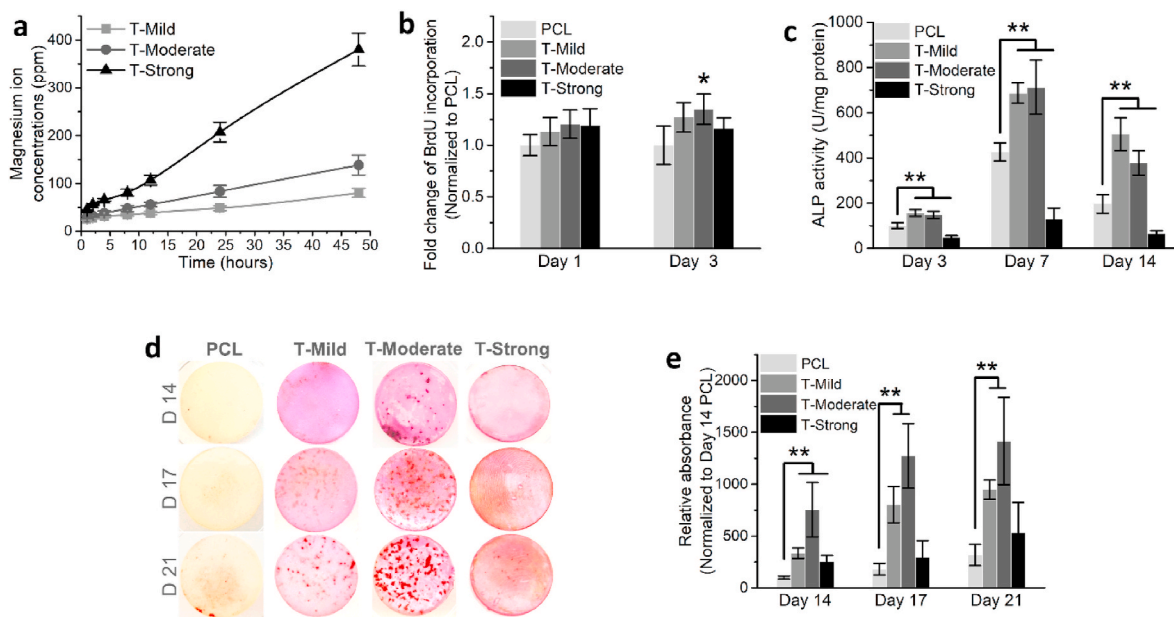 a
T-Mild
T-Moderate
T-Strong
Magnesium ion
concentrations (ppm)
400
300
200
100
0
0 5 10 15 20 25 30 35 40 45 50
Time (hours)
b
PCL
T-Mild
T-Moderate
T-Strong
*
Fold change of BrdU incorporation
(Normalized to PCL)
2.0
1.5
1.0
0.5
0.0
Day 1 Day 3
c
PCL
T-Mild
T-Moderate
T-Strong
** ** **
ALP activity (U/mg protein)
1000
800
600
400
200
0
Day 3 Day 7 Day 14
d
PCL T-Mild T-Moderate T-Strong
D 14
D 17
D 21
e
PCL
T-Mild
T-Moderate
T-Strong
** ** **
Relative absorbance
(Normalized to Day 14 PCL)
2000
1500
1000
500
0
Day 14 Day 17 Day 21